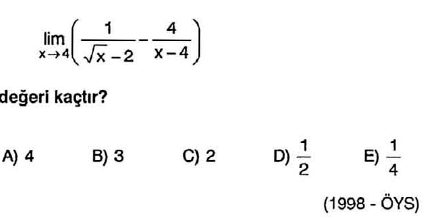 lim x→4 ( 1/(√x − 2) − 4/(x − 4) )
değeri kaçtır?
A) 4 B) 3 C) 2 D) 1/2 E) 1/4
(1998 - ÖYS)